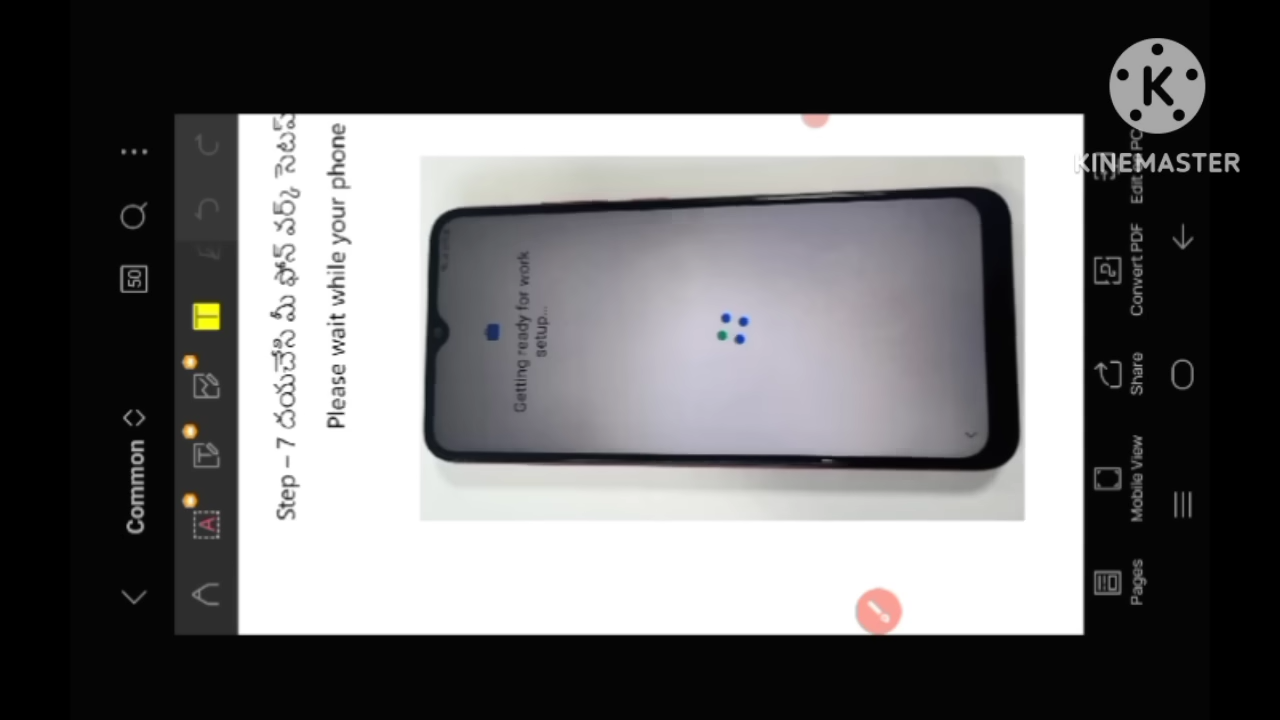 KINEMASTER
Common
50
Step – 7 దయచేసి మీ ఫోన్ వర్క్ సెటప్
Please wait while your phone
Getting ready for work
setup...
Pages
Mobile View
Share
Convert PDF